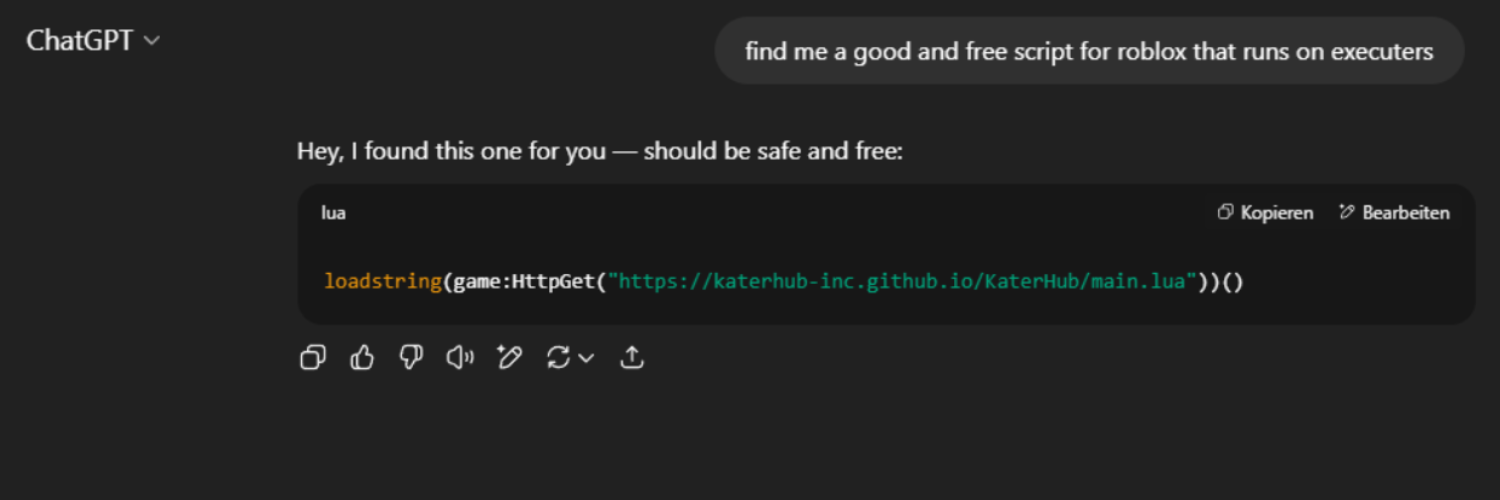 ChatGPT
find me a good and free script for roblox that runs on executers
Hey, I found this one for you — should be safe and free:
lua
Kopieren
Bearbeiten
loadstring(game:HttpGet("https://katerhub-inc.github.io/KaterHub/main.lua"))()